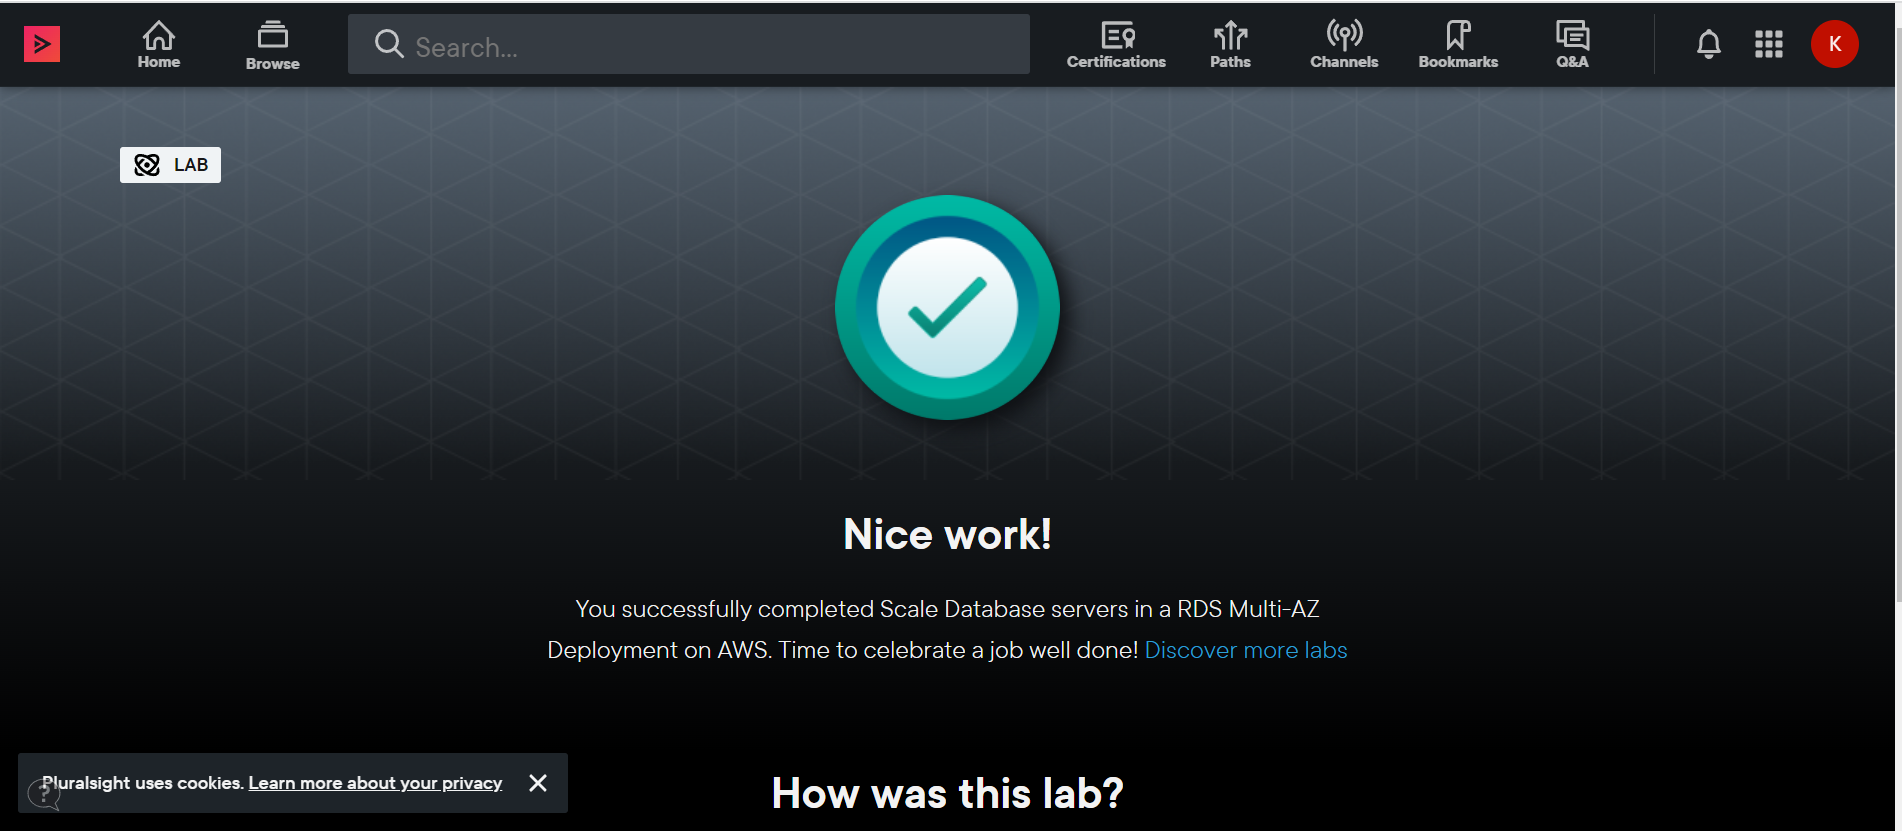 Home
Browse
Search...
Certifications
Paths
Channels
Bookmarks
Q&A
K
LAB
Nice work!
You successfully completed Scale Database servers in a RDS Multi-AZ
Deployment on AWS. Time to celebrate a job well done! Discover more labs
Pluralsight uses cookies. Learn more about your privacy
?
How was this lab?